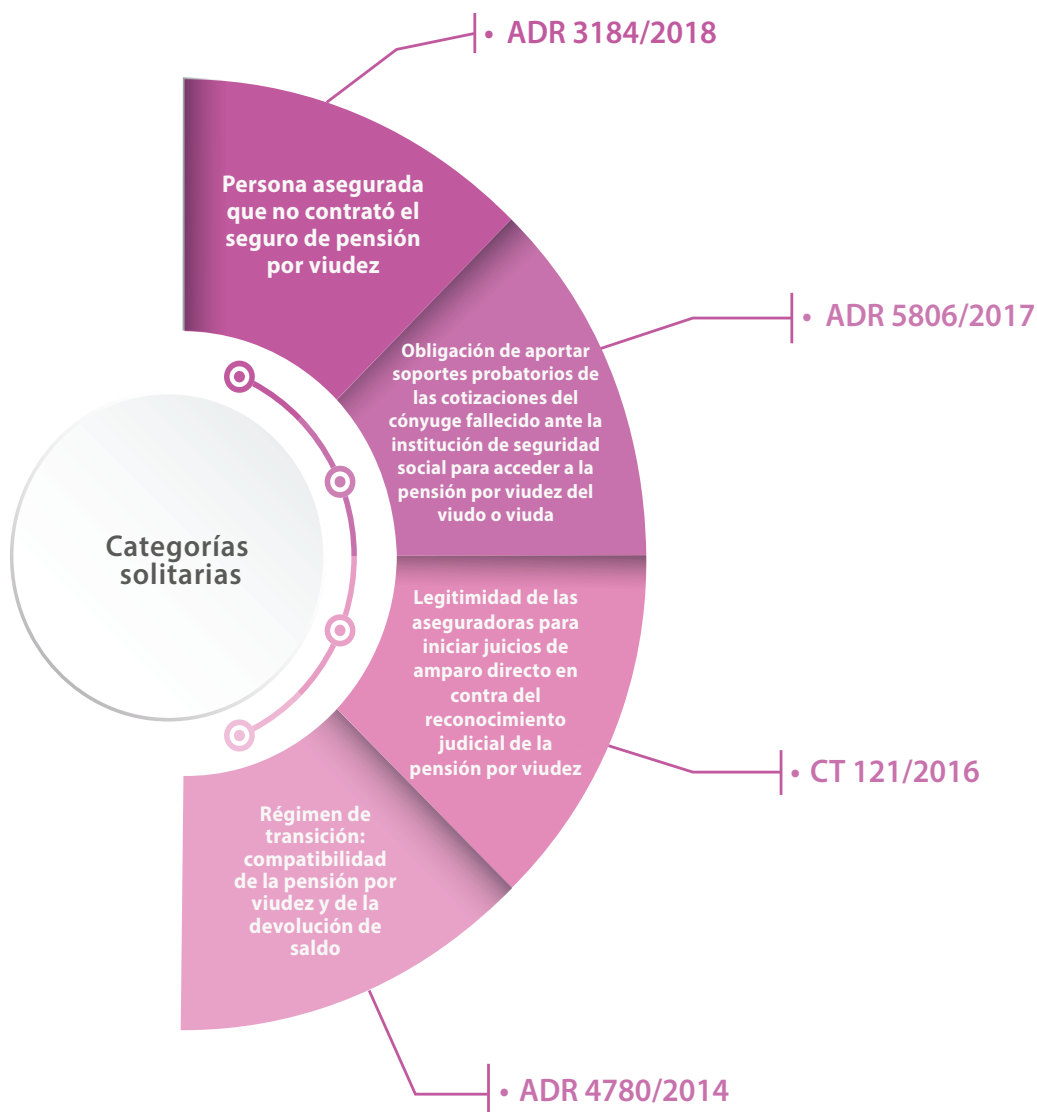 • ADR 3184/2018
Persona asegurada
que no contrató el
seguro de pensión
por viudez
• ADR 5806/2017
Obligación de aportar
soportes probatorios de
las cotizaciones del
cónyuge fallecido ante la
institución de seguridad
social para acceder a la
pensión por viudez del
viudo o viuda
Categorías
solitarias
Legitimidad de las
aseguradoras para
iniciar juicios de
amparo directo en
contra del
reconocimiento
judicial de la
pensión por viudez
• CT 121/2016
Régimen de
transición:
compatibilidad
de la pensión por
viudez y de la
devolución de
saldo
• ADR 4780/2014